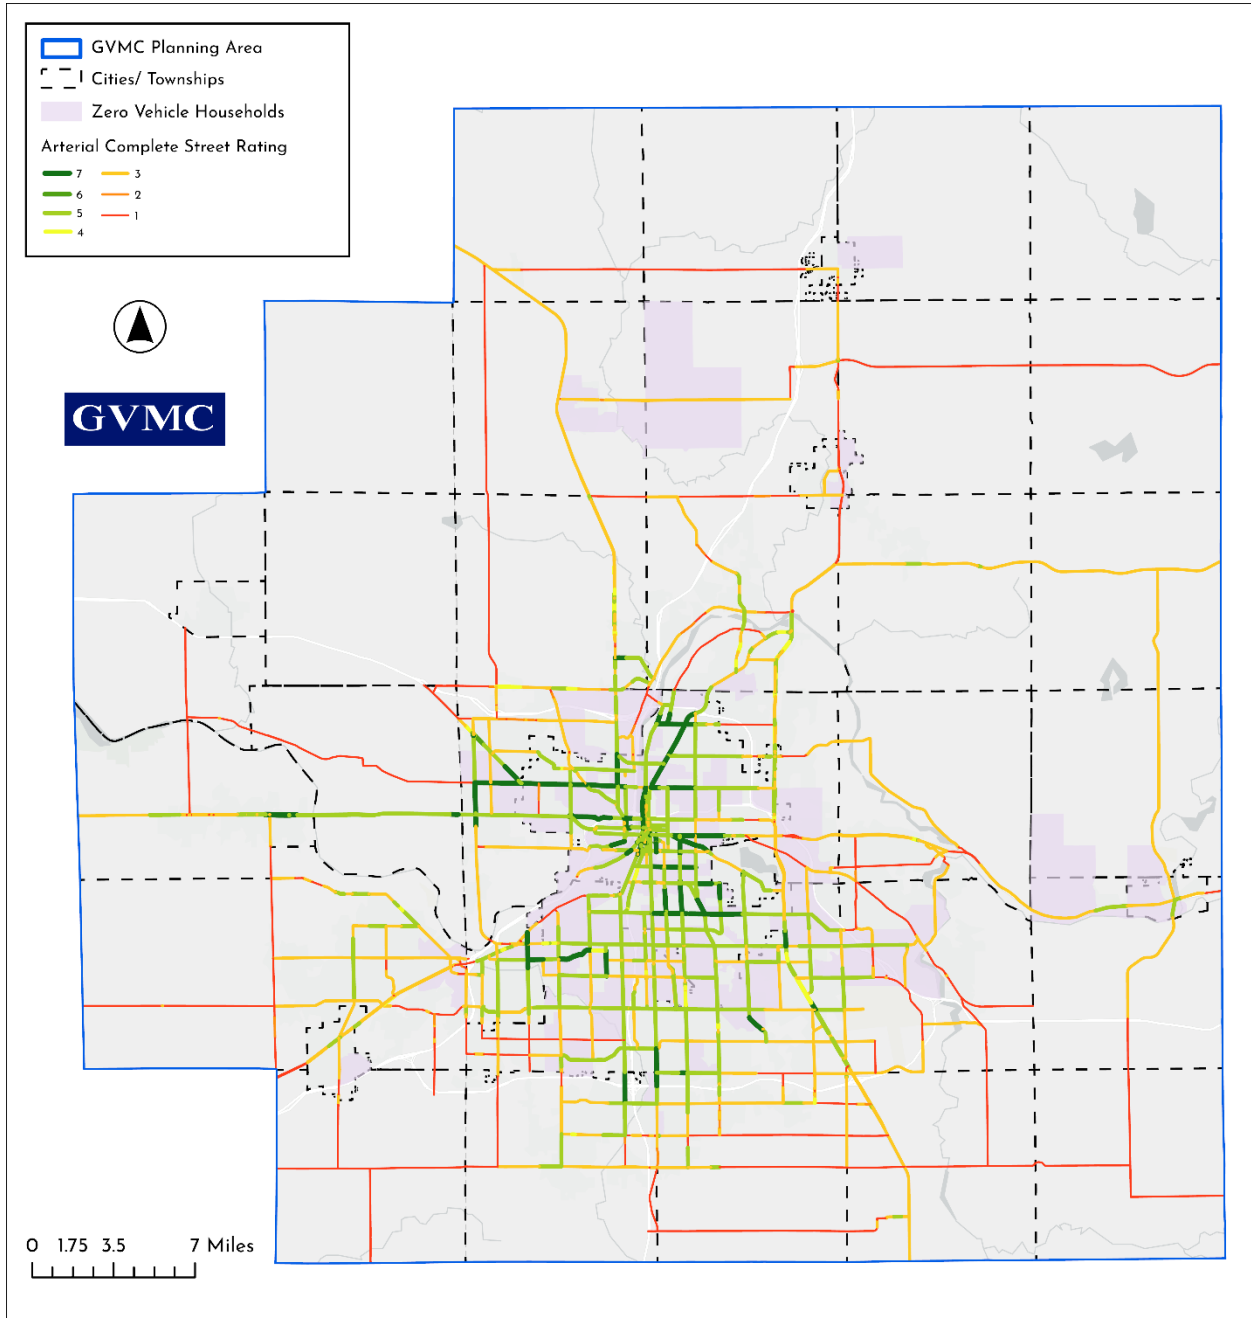 GVMC Planning Area
Cities/ Townships
Zero Vehicle Households
Arterial Complete Street Rating
7 3
6 2
5 1
4
GVMC
0 1.75 3.5 7 Miles